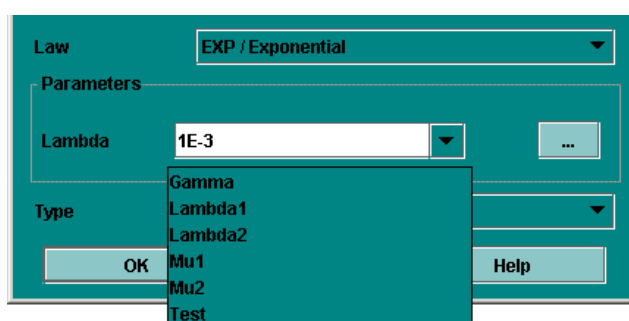 Law EXP / Exponential
Parameters
Lambda 1E-3 ...
Gamma
Type Lambda1
Lambda2
OK Mu1 Help
Mu2
Test